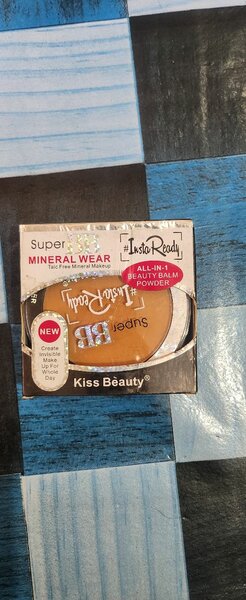 Super BB
MINERAL WEAR
Talc Free Mineral Makeup
#InstaReady
ALL-IN-1
BEAUTY BALM
POWDER
#InstaReady
Super
BB
NEW
Create
Invisible
Make
Up For
Whole
Day
Kiss Beauty®